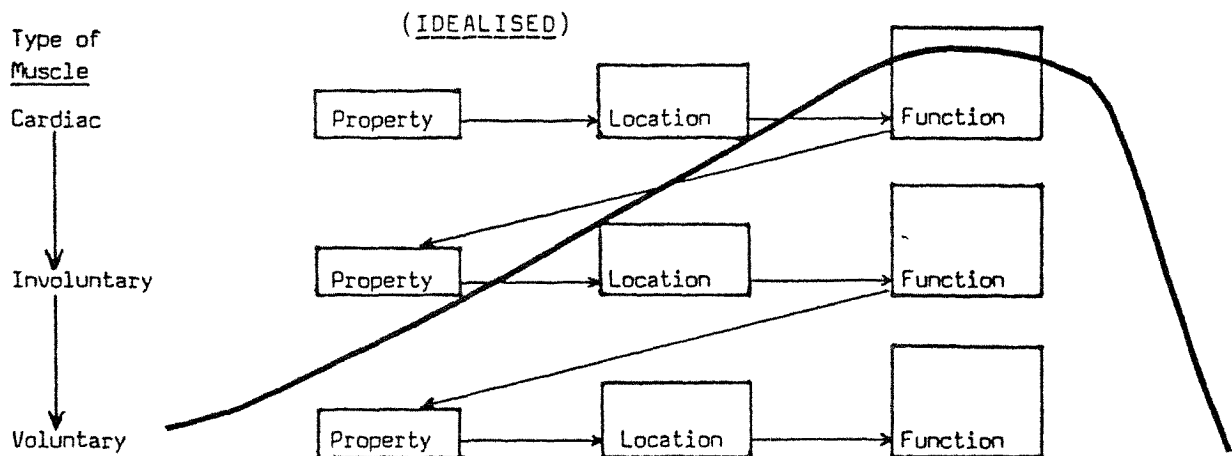 (IDEALISED)
Type of
Muscle
Cardiac
Property
Location
Function
Involuntary
Property
Location
Function
Voluntary
Property
Location
Function